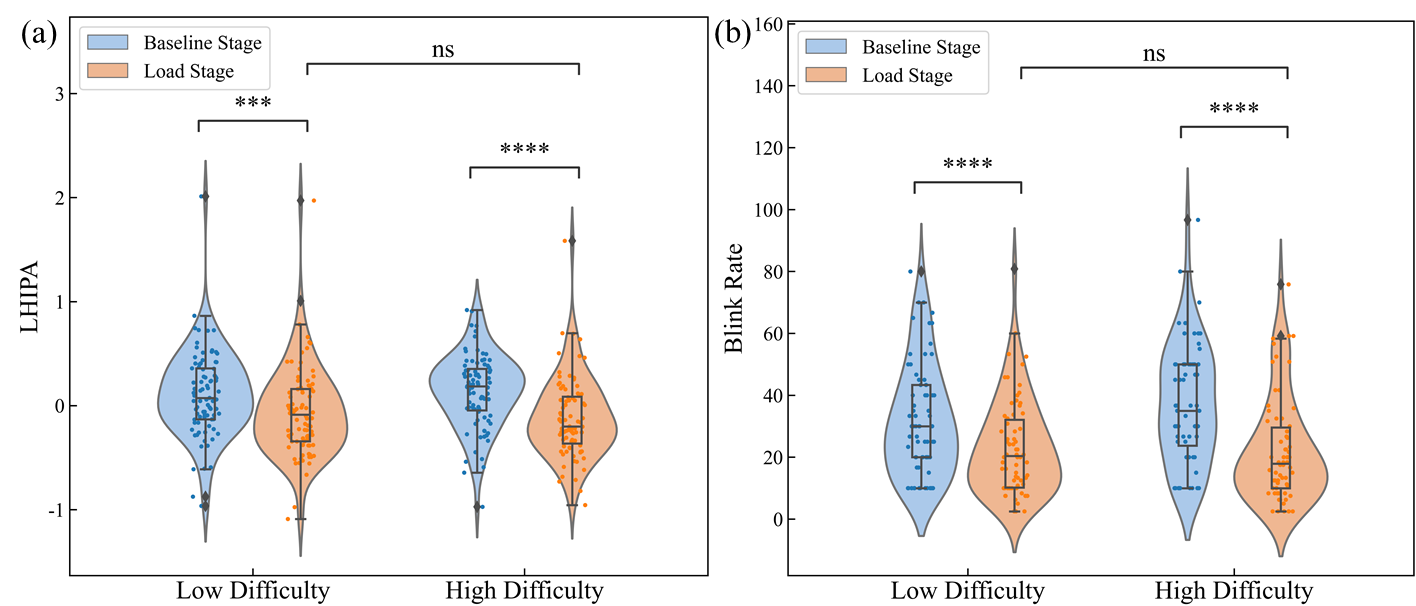 (a)
Baseline Stage
Load Stage
ns
***
****
3
2
1
0
-1
LHIPA
Low Difficulty
High Difficulty
(b)
Baseline Stage
Load Stage
ns
****
****
160
140
120
100
80
60
40
20
0
Blink Rate
Low Difficulty
High Difficulty